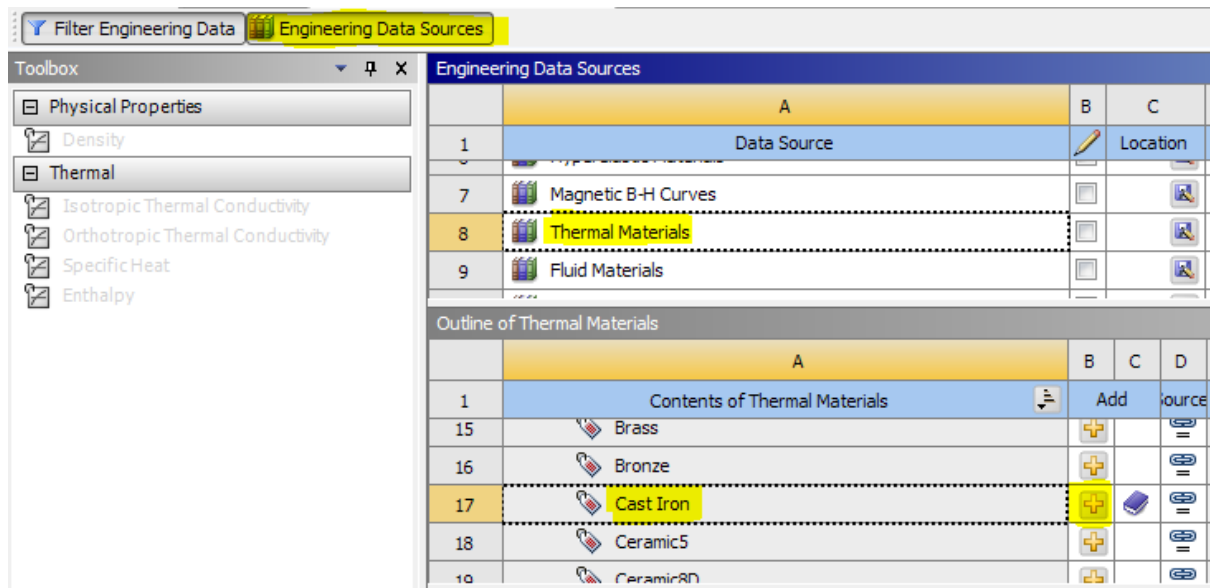 Filter Engineering Data Engineering Data Sources
Toolbox
Physical Properties
Density
Thermal
Isotropic Thermal Conductivity
Orthotropic Thermal Conductivity
Specific Heat
Enthalpy
Engineering Data Sources
A B C
1 Data Source Location
7 Magnetic B-H Curves
8 Thermal Materials
9 Fluid Materials
Outline of Thermal Materials
A B C D
1 Contents of Thermal Materials Add
15 Brass
16 Bronze
17 Cast Iron
18 Ceramic5
19 Ceramic8D